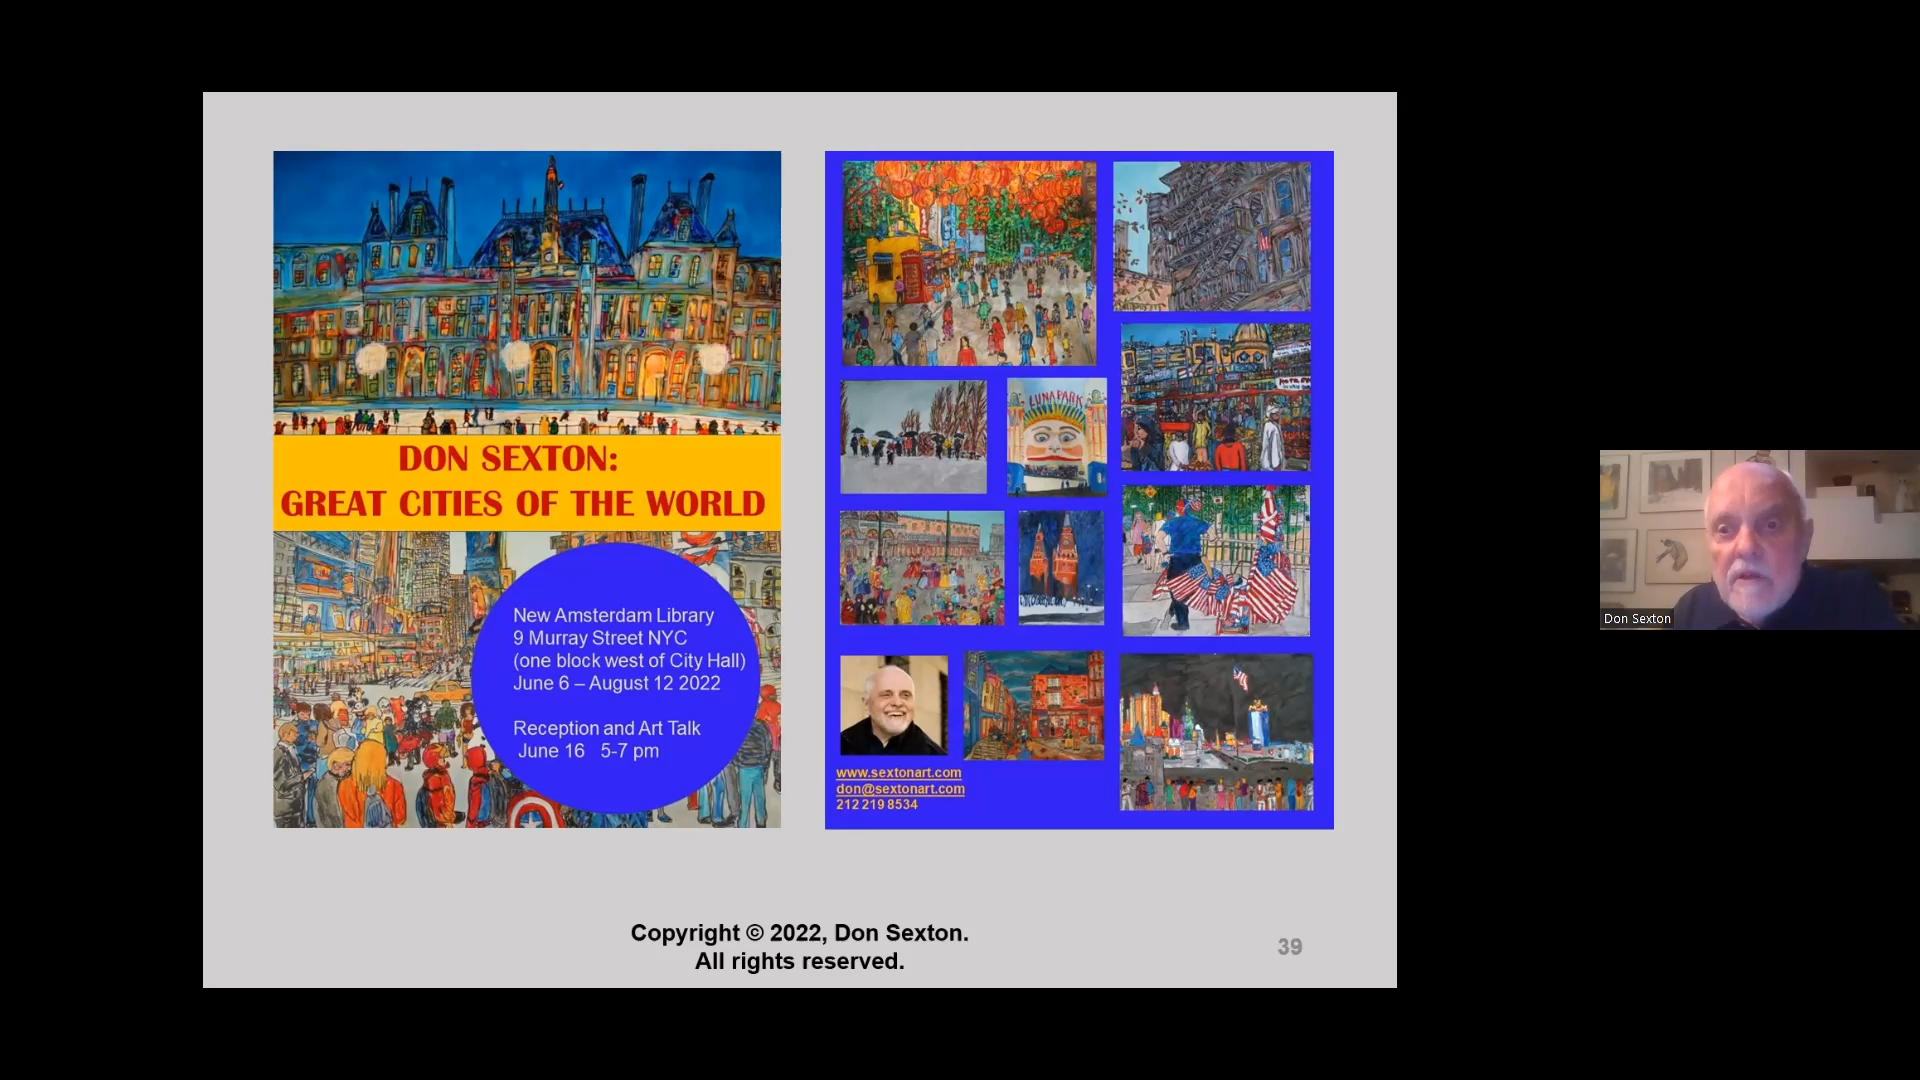 DON SEXTON:
GREAT CITIES OF THE WORLD
New Amsterdam Library
9 Murray Street NYC
(one block west of City Hall)
June 6 – August 12 2022
Reception and Art Talk
June 16 5-7 pm
LUNA PARK
www.sextonart.com
don@sextonart.com
212 219 8534
Copyright © 2022, Don Sexton.
All rights reserved.
39
Don Sexton